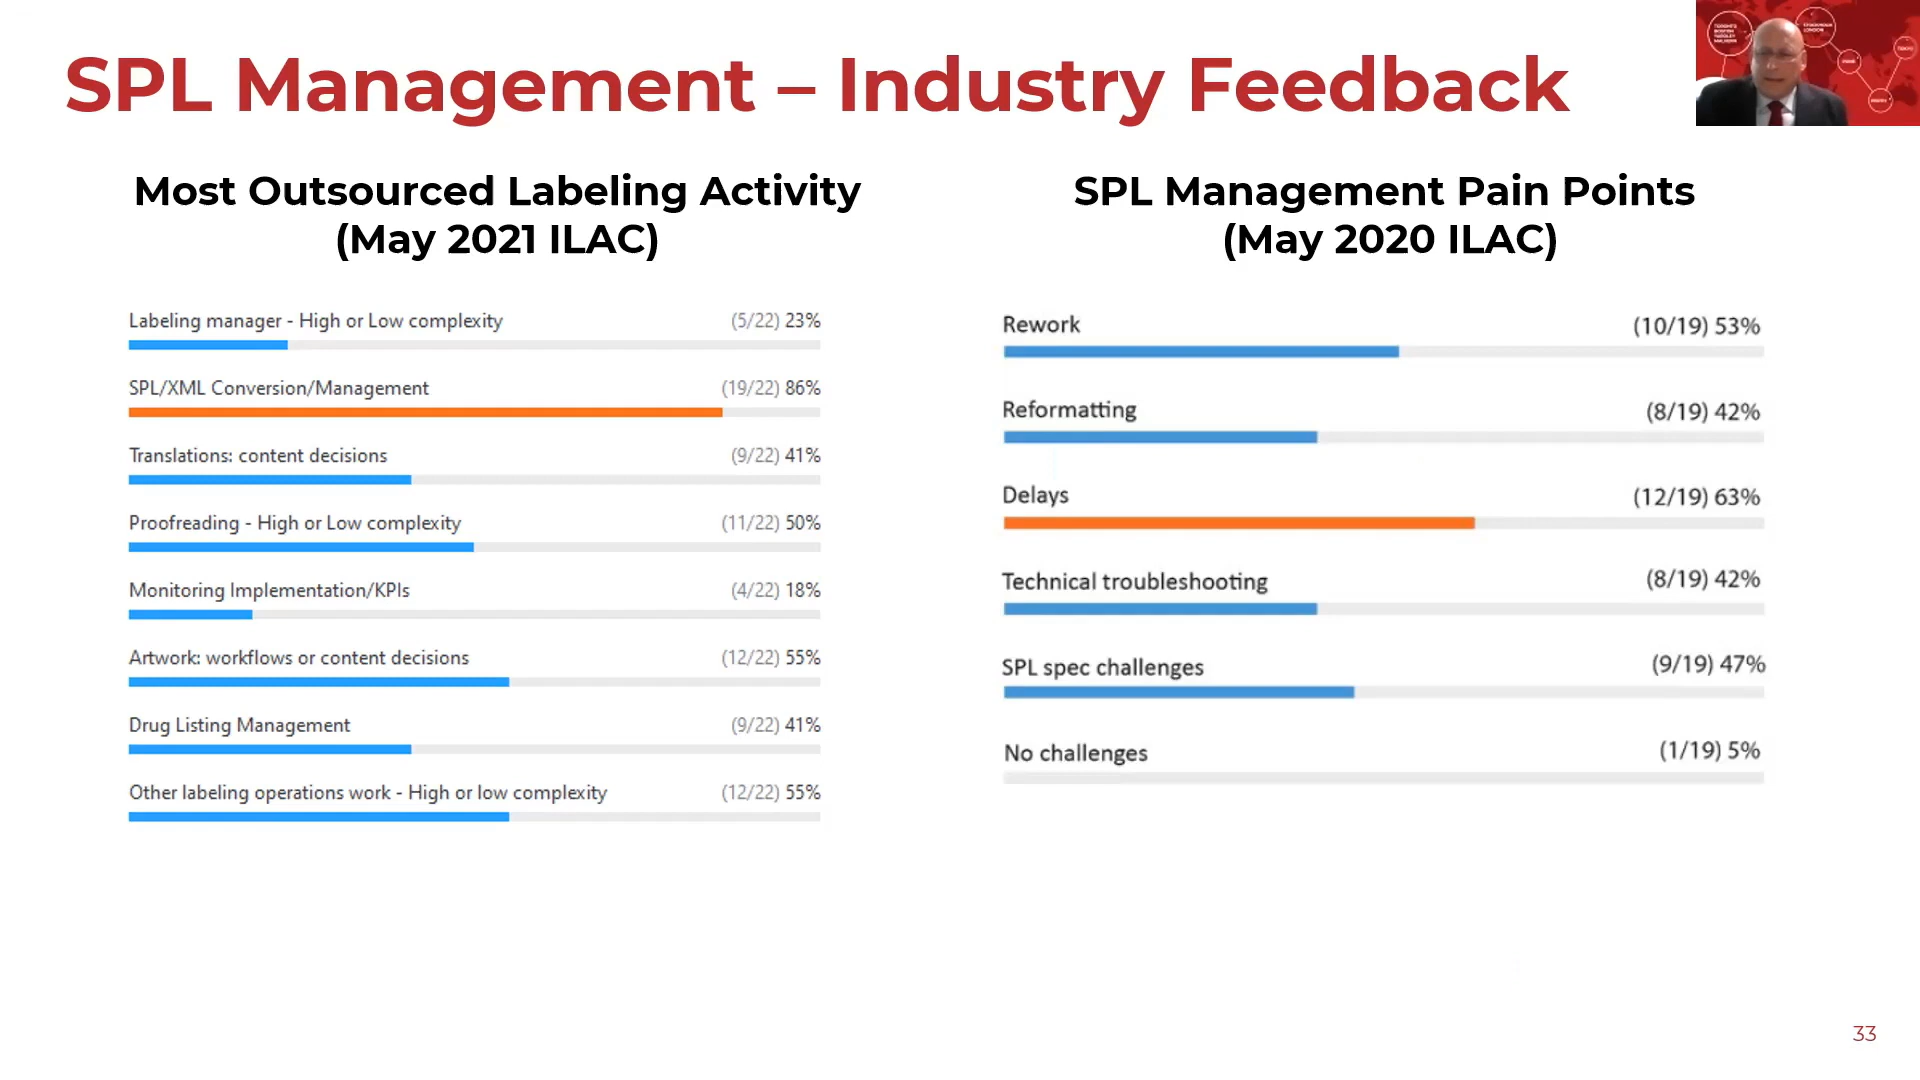 SPL Management – Industry Feedback
Most Outsourced Labeling Activity
(May 2021 ILAC)
Labeling manager - High or Low complexity (5/22) 23%
SPL/XML Conversion/Management (19/22) 86%
Translations: content decisions (9/22) 41%
Proofreading - High or Low complexity (11/22) 50%
Monitoring Implementation/KPIs (4/22) 18%
Artwork: workflows or content decisions (12/22) 55%
Drug Listing Management (9/22) 41%
Other labeling operations work - High or low complexity (12/22) 55%
SPL Management Pain Points
(May 2020 ILAC)
Rework (10/19) 53%
Reformatting (8/19) 42%
Delays (12/19) 63%
Technical troubleshooting (8/19) 42%
SPL spec challenges (9/19) 47%
No challenges (1/19) 5%
33